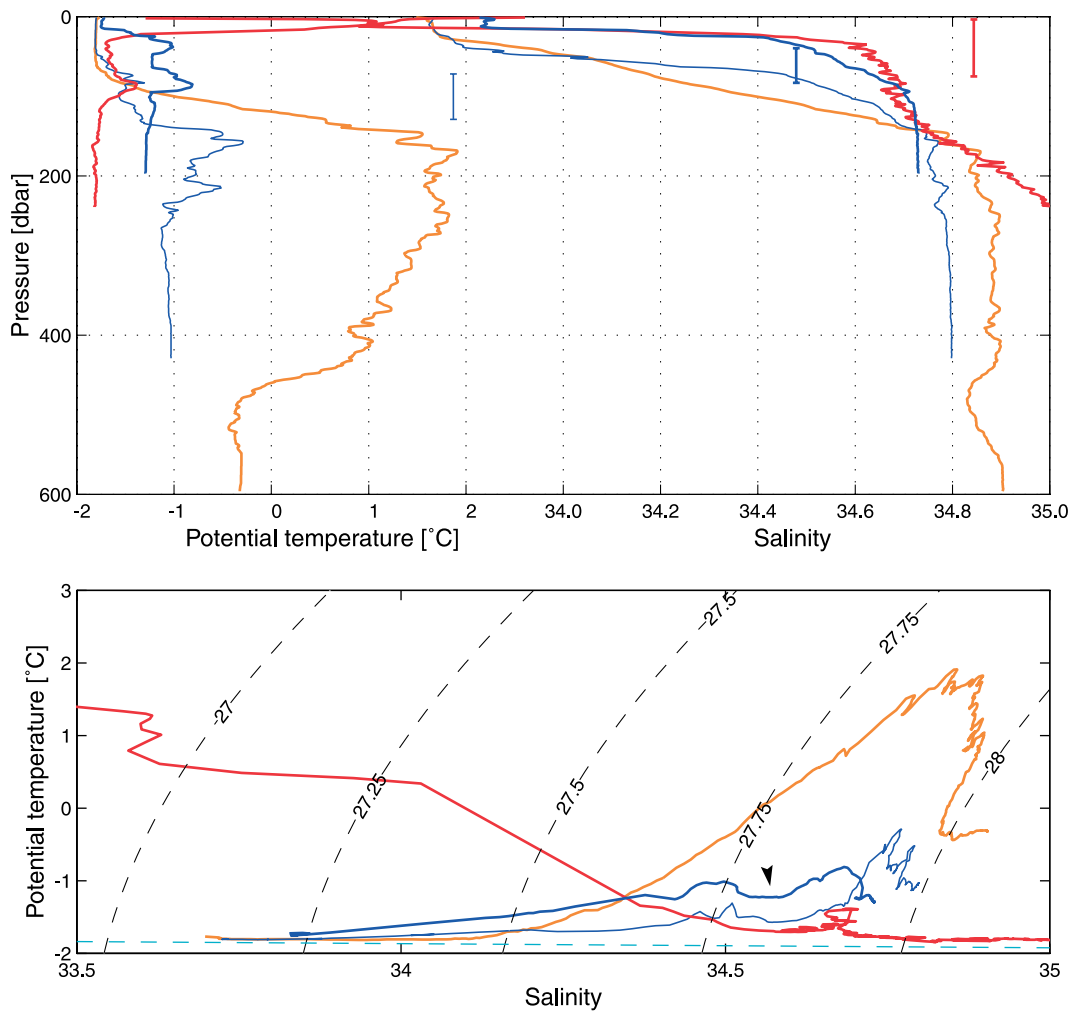 0
200
400
600
Pressure [dbar]
-2 -1 0 1 2 34.0 34.4 34.6 34.8 35.0
Potential temperature [˚C] Salinity
3
2
1
0
-1
-2
Potential temperature [˚C]
27
27.25
27.5
27.75
27.5
27.75
28
33.5 34 34.5 35
Salinity